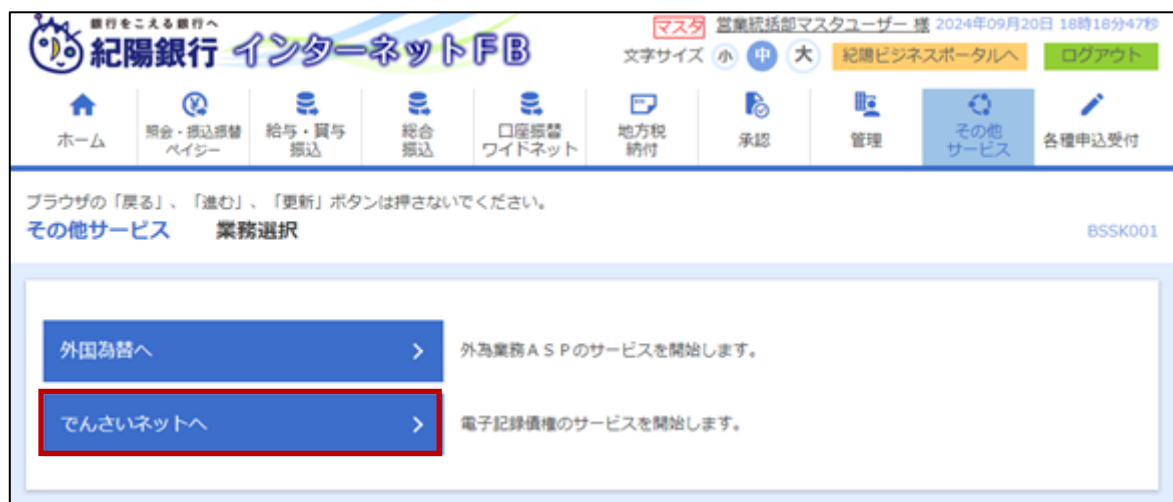 銀行をこえる銀行へ
紀陽銀行 インターネットFB
マスタ 営業統括部マスタユーザー 様 2024年09月20日 18時18分47秒
文字サイズ 小 中 大 紀陽ビジネスポータルへ ログアウト
ホーム
照会・振込振替
ペイジー
給与・賞与
振込
総合
振込
口座振替
ワイドネット
地方税
納付
承認
管理
その他
サービス
各種申込受付
ブラウザの「戻る」、「進む」、「更新」ボタンは押さないでください。
その他サービス 業務選択 BSSK001
外国為替へ 外為業務ASPのサービスを開始します。
でんさいネットへ 電子記録債権のサービスを開始します。